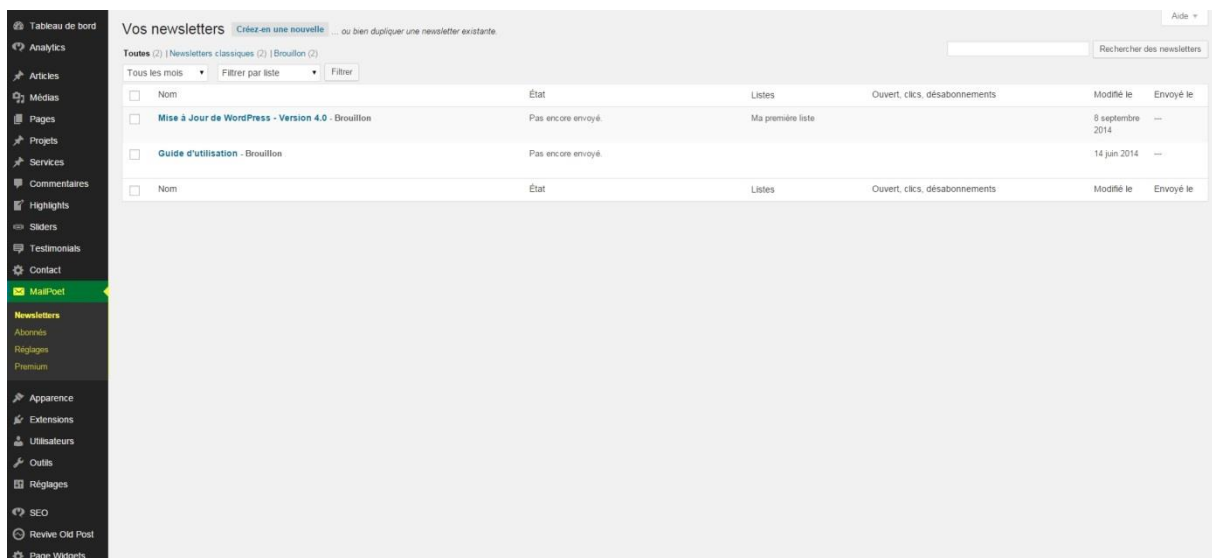 Tableau de bord
Analytics
Articles
Médias
Pages
Projets
Services
Commentaires
Highlights
Sliders
Testimonials
Contact
MailPoet
Newsletters
Abonnés
Réglages
Premium
Apparence
Extensions
Utilisateurs
Outils
Réglages
SEO
Revive Old Post
Page Widgets
Aide
Vos newsletters Créez-en une nouvelle ... ou bien dupliquer une newsletter existante.
Toutes (2) | Newsletters classiques (2) | Brouillon (2) Rechercher des newsletters
Tous les mois Filtrer par liste Filtrer
Nom État Listes Ouvert, clics, désabonnements Modifié le Envoyé le
Mise à Jour de WordPress - Version 4.0 - Brouillon Pas encore envoyé. Ma première liste 8 septembre ---
2014
Guide d'utilisation - Brouillon Pas encore envoyé. 14 juin 2014 ---
Nom État Listes Ouvert, clics, désabonnements Modifié le Envoyé le